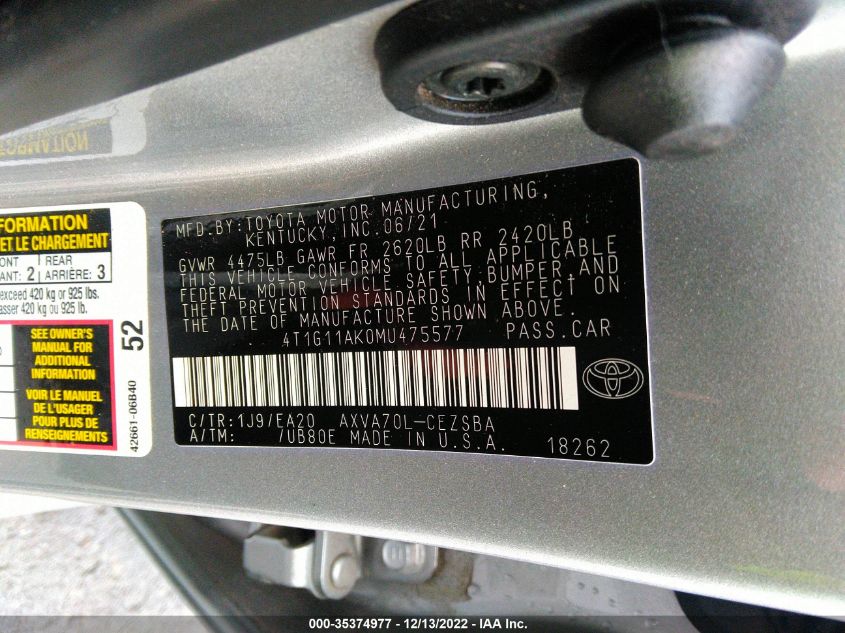 MFD.BY:TOYOTA MOTOR MANUFACTURING,
KENTUCKY,INC.06/21
GVWR 4475LB GAWR FR 2620LB RR 2420LB
THIS VEHICLE CONFORMS TO ALL APPLICABLE
FEDERAL MOTOR VEHICLE SAFETY,BUMPER,AND
THEFT PREVENTION STANDARDS IN EFFECT ON
THE DATE OF MANUFACTURE SHOWN ABOVE.
4T1G11AK0MU475577 PASS.CAR
C/TR:1J9/EA20 AXVA70L-CEZSBA
A/TM: /UB80E MADE IN U.S.A. 18262
FORMATION
ET LE CHARGEMENT
REAR
2 ARRIÈRE: 3
exceed 420 kg or 925 lbs.
420 kg ou 925 lb.
SEE OWNER'S
MANUAL FOR
ADDITIONAL
INFORMATION
VOIR LE MANUEL
DE L'USAGER
POUR PLUS DE
RENSEIGNEMENTS
52
42661-06B40
000-35374977 - 12/13/2022 - IAA Inc.